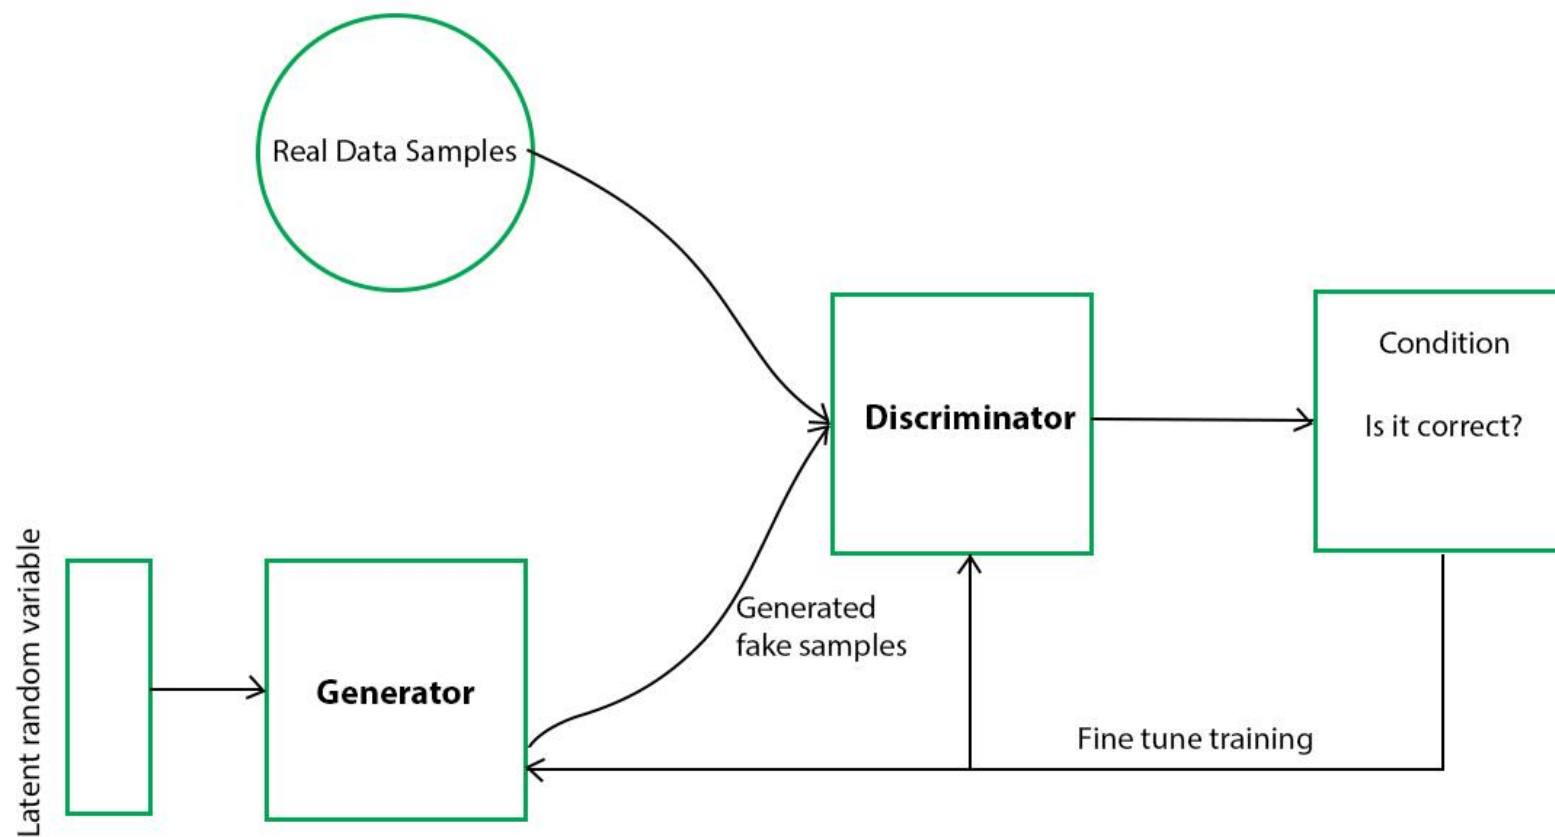 Real Data Samples
Condition
Is it correct?
Discriminator
Generated
fake samples
Latent random variable
Generator
Fine tune training